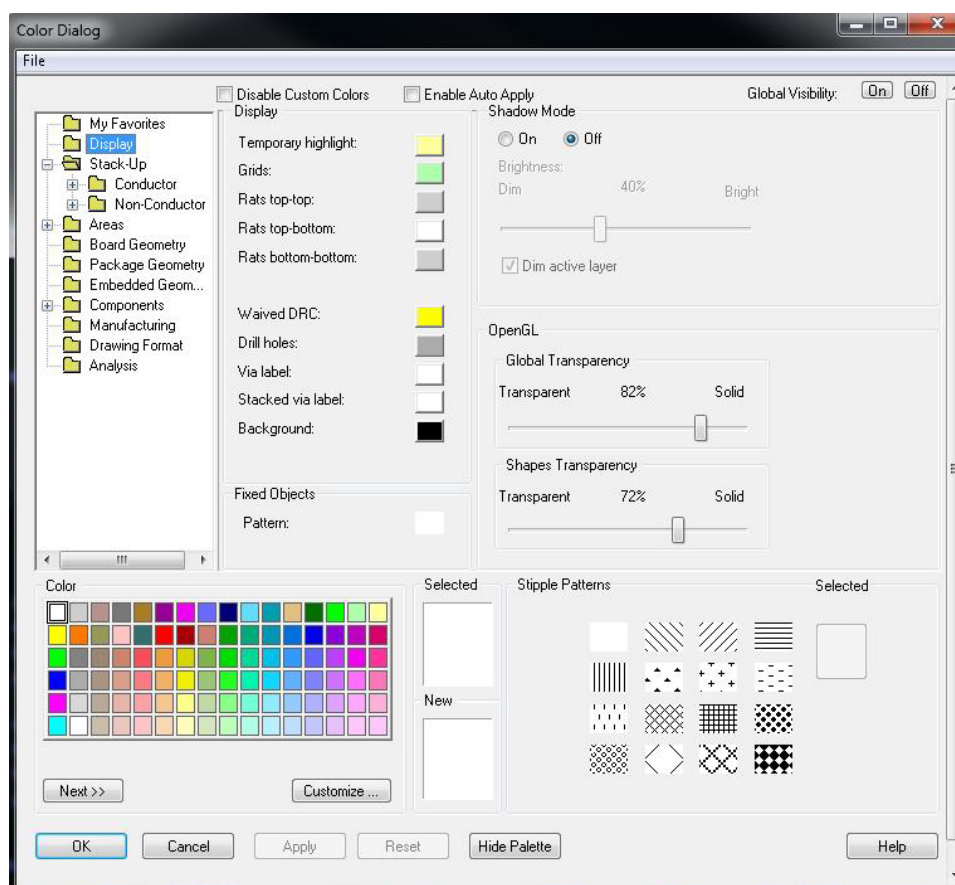 Color Dialog
File
Disable Custom Colors
Enable Auto Apply
Global Visibility:
On
Off
My Favorites
Display
Stack-Up
Conductor
Non-Conductor
Areas
Board Geometry
Package Geometry
Embedded Geom...
Components
Manufacturing
Drawing Format
Analysis
Display
Temporary highlight:
Grids:
Rats top-top:
Rats top-bottom:
Rats bottom-bottom:
Waived DRC:
Drill holes:
Via label:
Stacked via label:
Background:
Fixed Objects
Pattern:
Shadow Mode
On
Off
Brightness:
Dim
40%
Bright
Dim active layer
OpenGL
Global Transparency
Transparent
82%
Solid
Shapes Transparency
Transparent
72%
Solid
Color
Next >>
Customize ...
Selected
New
Stipple Patterns
Selected
OK
Cancel
Apply
Reset
Hide Palette
Help